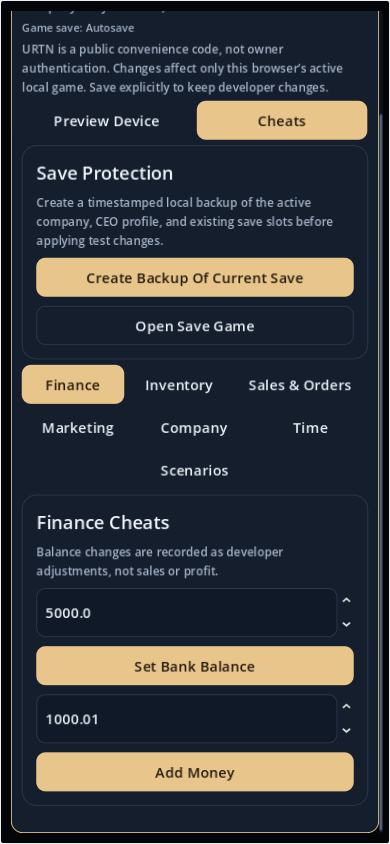 Game save: Autosave
URTN is a public convenience code, not owner
authentication. Changes affect only this browser's active
local game. Save explicitly to keep developer changes.
Preview Device
Cheats
Save Protection
Create a timestamped local backup of the active
company, CEO profile, and existing save slots before
applying test changes.
Create Backup Of Current Save
Open Save Game
Finance
Inventory
Sales & Orders
Marketing
Company
Time
Scenarios
Finance Cheats
Balance changes are recorded as developer
adjustments, not sales or profit.
5000.0
Set Bank Balance
1000.01
Add Money